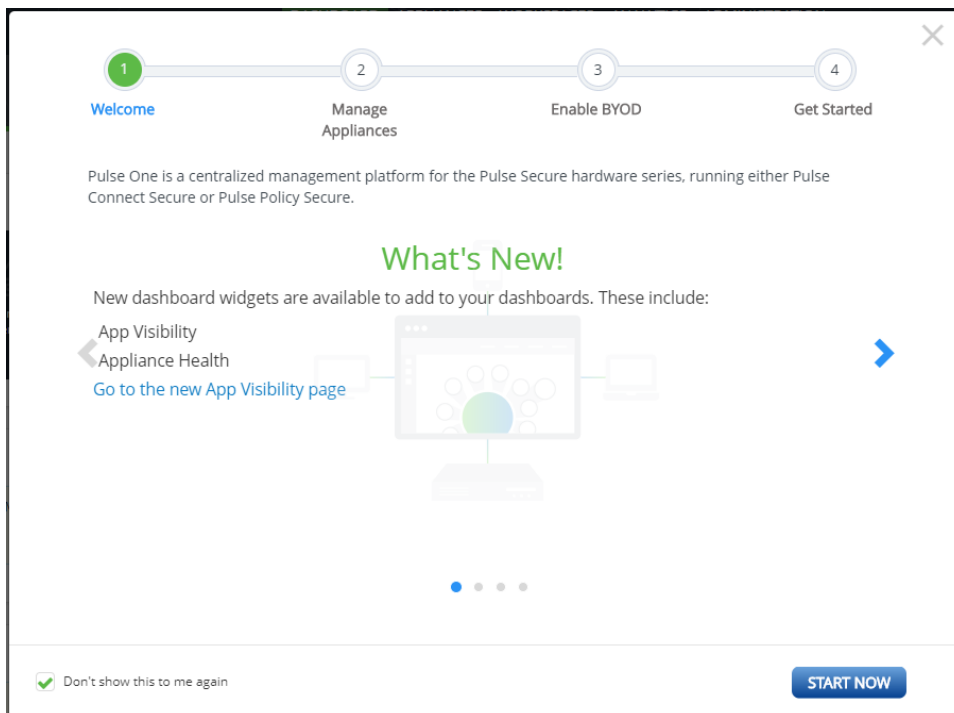 1
2
3
4
Welcome
Manage
Appliances
Enable BYOD
Get Started
Pulse One is a centralized management platform for the Pulse Secure hardware series, running either Pulse
Connect Secure or Pulse Policy Secure.
What's New!
New dashboard widgets are available to add to your dashboards. These include:
App Visibility
Appliance Health
Go to the new App Visibility page
Don't show this to me again
START NOW